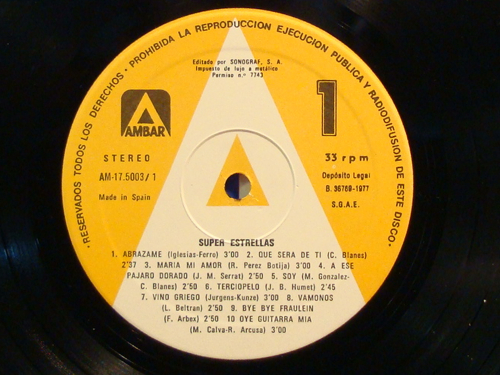 · RESERVADOS TODOS LOS DERECHOS · PROHIBIDA LA REPRODUCCION EJECUCION PUBLICA Y RADIODIFUSION DE ESTE DISCO ·
Editado por SONOGRAF, S. A.
Impuesto de lujo a metálico
Permiso n.º 7743
AMBAR
1
STEREO
33 rpm
AM-17.5003/1
Depósito Legal
B. 36769-1977
Made in Spain
S.G.A.E.
SUPER ESTRELLAS
1. ABRAZAME (Iglesias-Ferro) 3'00 2. QUE SERA DE TI (C. Blanes)
2'37 3. MARIA MI AMOR (R. Perez Botija) 3'00 4. A ESE
PAJARO DORADO (J. M. Serrat) 2'50 5. SOY (M. Gonzalez-
C. Blanes) 2'50 6. TERCIOPELO (J. B. Humet) 2'45
7. VINO GRIEGO (Jurgens-Kunze) 3'00 8. VAMONOS
(L. Beltran) 2'50 9. BYE BYE FRAULEIN
(F. Arbex) 2'50 10 OYE GUITARRA MIA
(M. Calva-R. Arcusa) 3'00